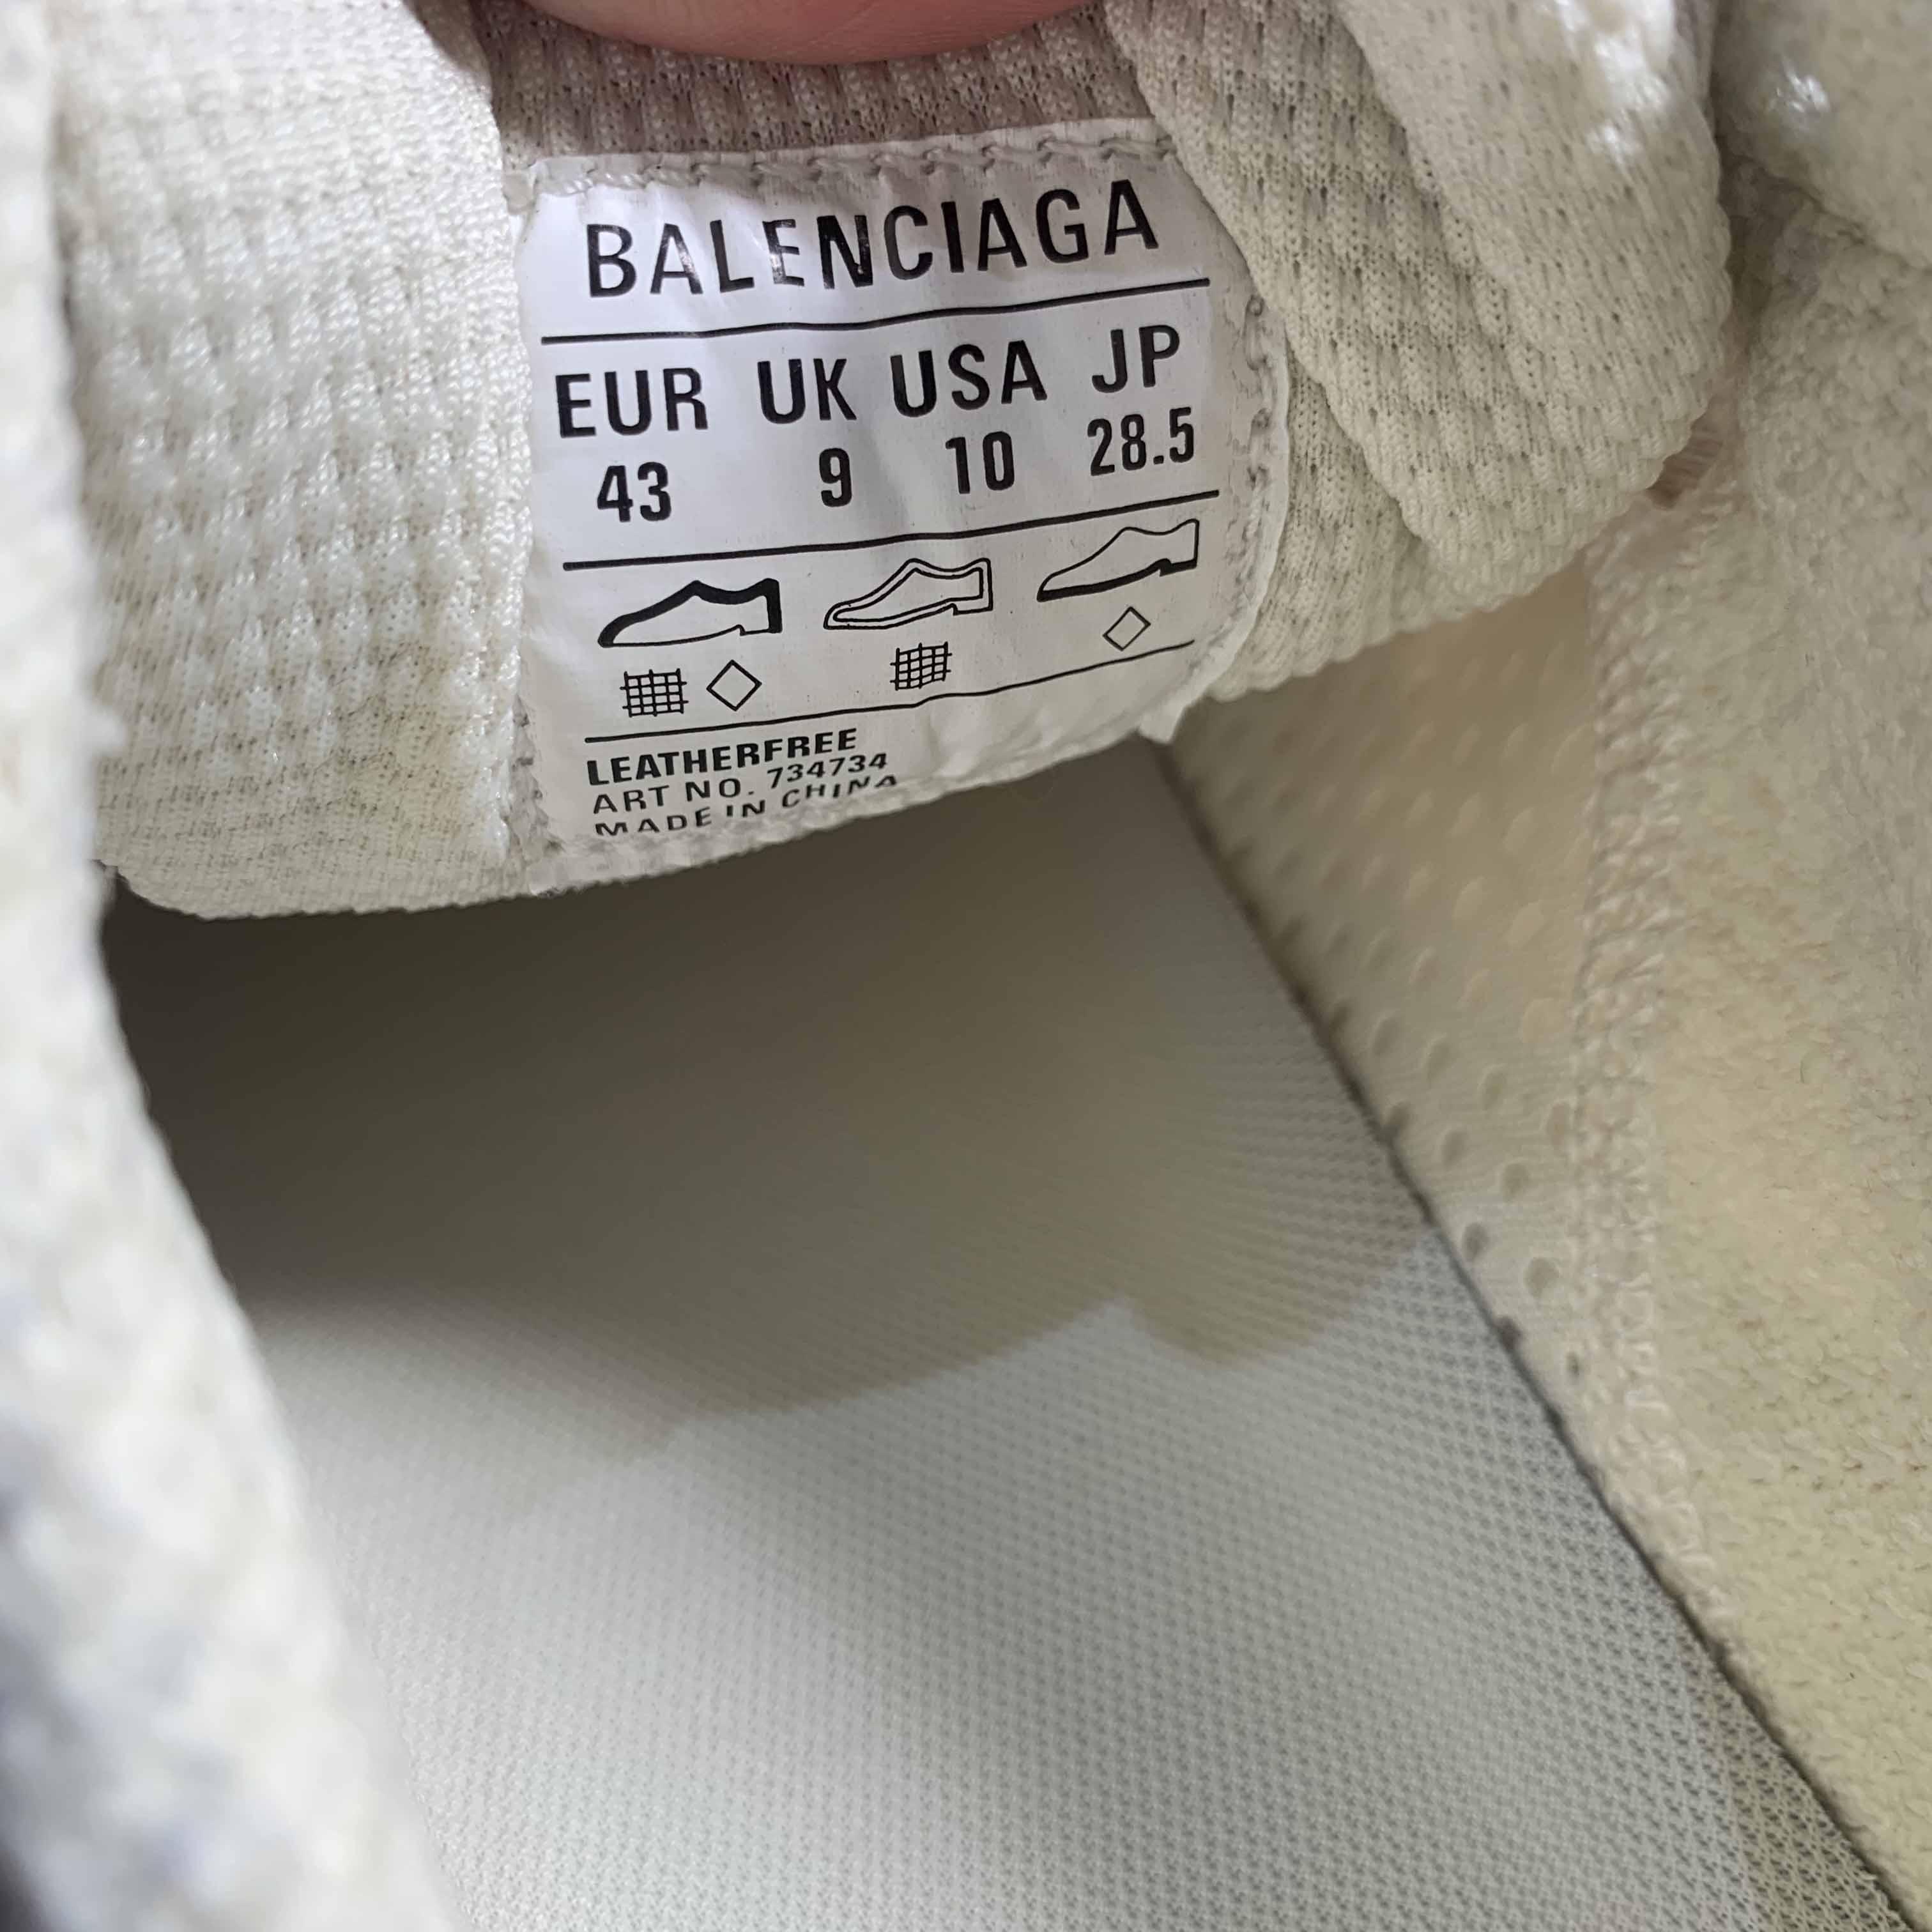 BALENCIAGA
EUR UK USA JP
43 9 10 28.5
LEATHERFREE
ART NO. 734734
MADE IN CHINA